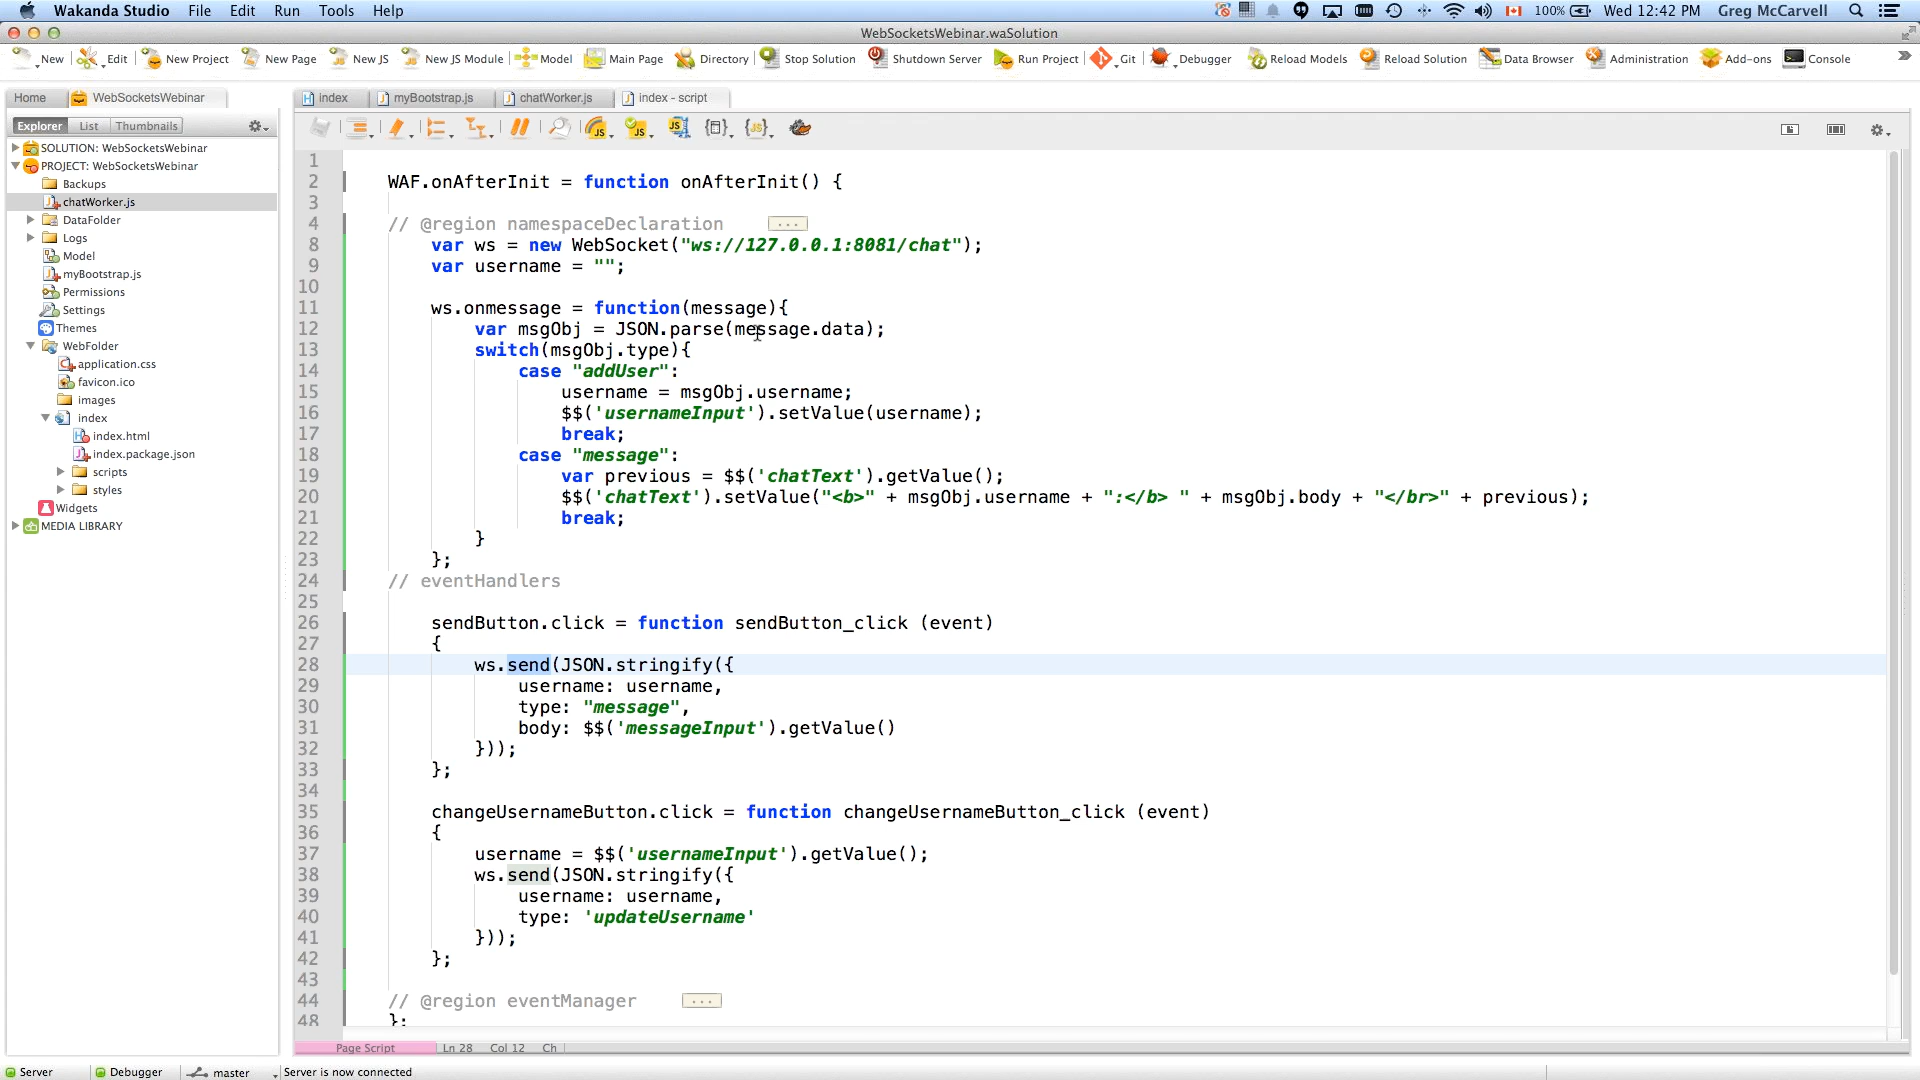 Wakanda Studio File Edit Run Tools Help 100% Wed 12:42 PM Greg McCarvell
WebSocketsWebinar.waSolution
New Edit New Project New Page New JS New JS Module Model Main Page Directory Stop Solution Shutdown Server Run Project Git Debugger Reload Models Reload Solution Data Browser Administration Add-ons Console
Home WebSocketsWebinar index myBootstrap.js chatWorker.js index - script
Explorer List Thumbnails
SOLUTION: WebSocketsWebinar
PROJECT: WebSocketsWebinar
Backups
chatWorker.js
DataFolder
Logs
Model
myBootstrap.js
Permissions
Settings
Themes
WebFolder
application.css
favicon.ico
images
index
index.html
index.package.json
scripts
styles
Widgets
MEDIA LIBRARY
1
2 WAF.onAfterInit = function onAfterInit() {
3
4 // @region namespaceDeclaration ...
8 var ws = new WebSocket("ws://127.0.0.1:8081/chat");
9 var username = "";
10
11 ws.onmessage = function(message){
12 var msgObj = JSON.parse(message.data);
13 switch(msgObj.type){
14 case "addUser":
15 username = msgObj.username;
16 $$('usernameInput').setValue(username);
17 break;
18 case "message":
19 var previous = $$('chatText').getValue();
20 $$('chatText').setValue("<b>" + msgObj.username + ":</b> " + msgObj.body + "</br>" + previous);
21 break;
22 }
23 };
24 // eventHandlers
25
26 sendButton.click = function sendButton_click (event)
27 {
28 ws.send(JSON.stringify({
29 username: username,
30 type: "message",
31 body: $$('messageInput').getValue()
32 }));
33 };
34
35 changeUsernameButton.click = function changeUsernameButton_click (event)
36 {
37 username = $$('usernameInput').getValue();
38 ws.send(JSON.stringify({
39 username: username,
40 type: 'updateUsername'
41 }));
42 };
43
44 // @region eventManager ...
48 };
Page Script Ln 28 Col 12 Ch
Server Debugger master Server is now connected